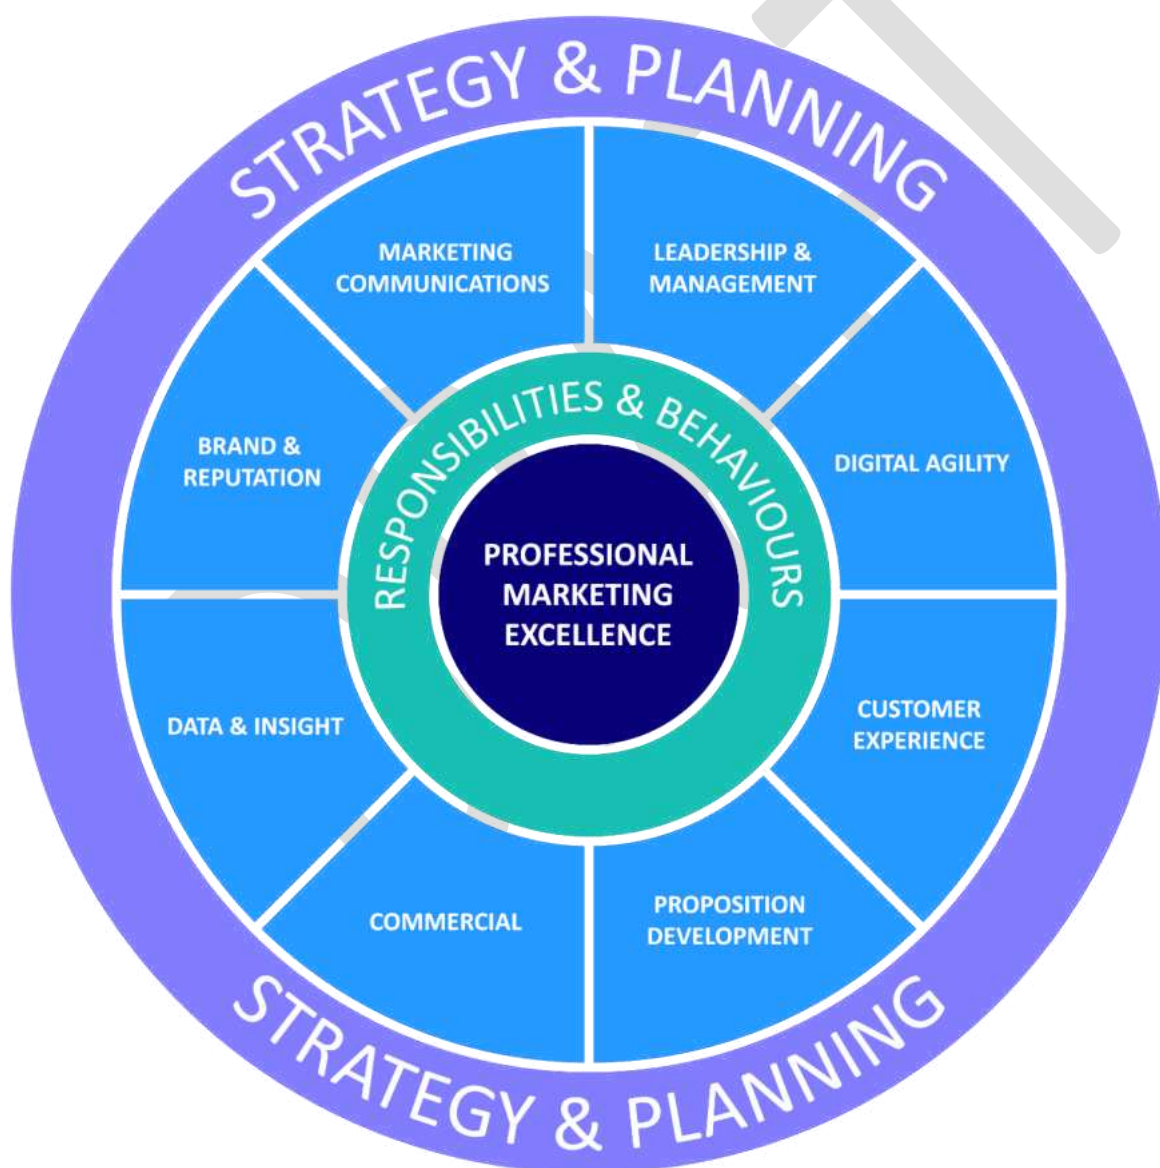 STRATEGY & PLANNING
MARKETING
COMMUNICATIONS
LEADERSHIP &
MANAGEMENT
BRAND &
REPUTATION
DIGITAL AGILITY
RESPONSIBILITIES & BEHAVIOURS
PROFESSIONAL
MARKETING
EXCELLENCE
DATA & INSIGHT
CUSTOMER
EXPERIENCE
COMMERCIAL
PROPOSITION
DEVELOPMENT
STRATEGY & PLANNING